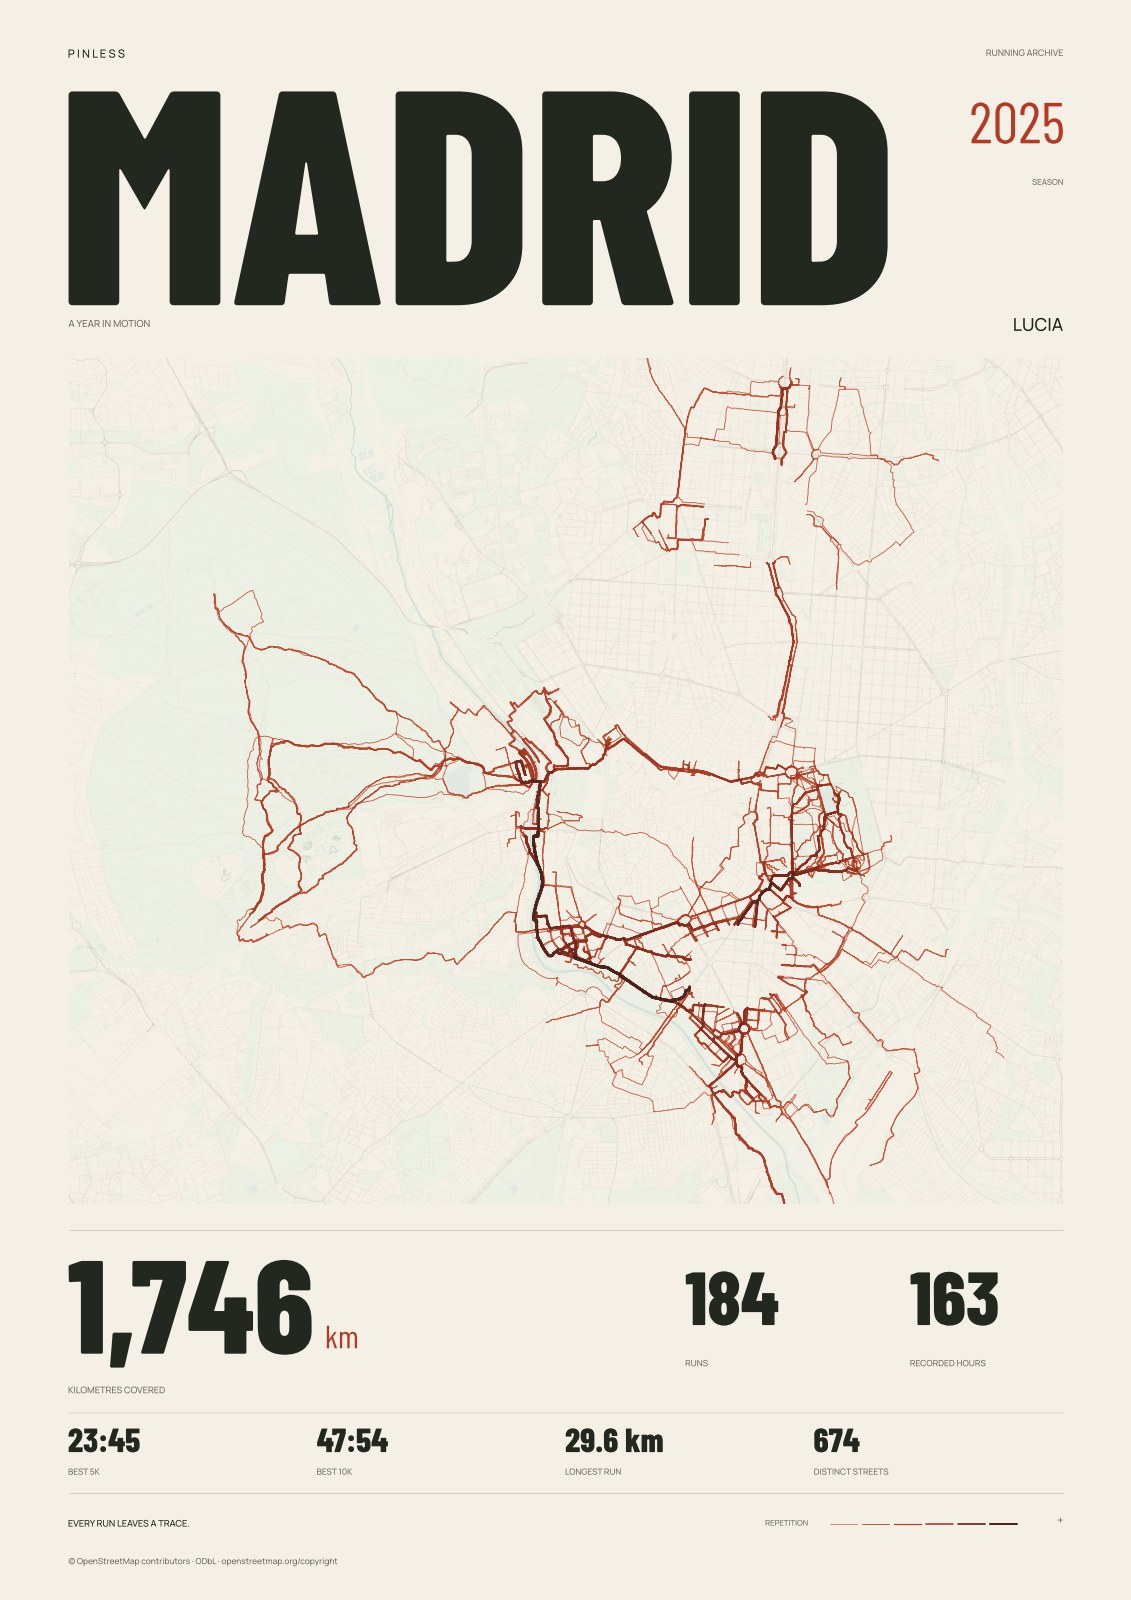 PINLESS
RUNNING ARCHIVE
MADRID
2025
SEASON
A YEAR IN MOTION
LUCIA
1,746 km
KILOMETRES COVERED
184
RUNS
163
RECORDED HOURS
23:45
BEST 5K
47:54
BEST 10K
29.6 km
LONGEST RUN
674
DISTINCT STREETS
EVERY RUN LEAVES A TRACE.
REPETITION
+
© OpenStreetMap contributors · ODbL · openstreetmap.org/copyright